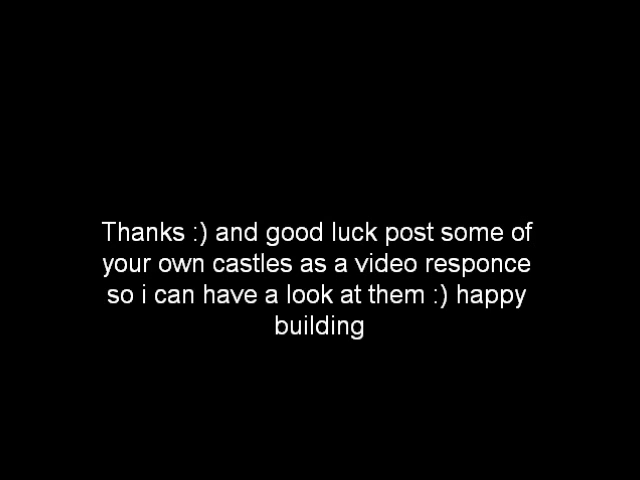 Thanks :) and good luck post some of
your own castles as a video responce
so i can have a look at them :) happy
building